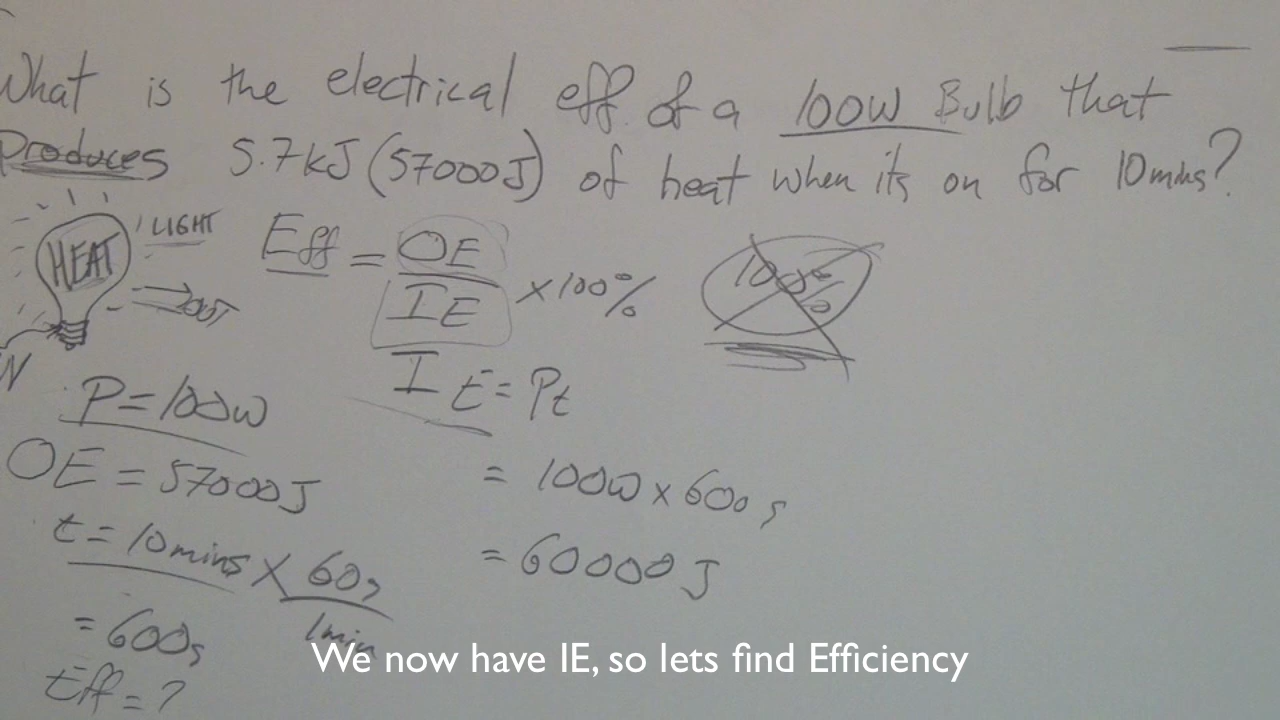 What is the electrical eff. of a 100W Bulb that
Produces 5.7kJ (57000J) of heat when its on for 10mins?
HEAT
LIGHT
OUT
IN
Eff = OE / IE × 100%
100%
P = 100W
OE = 57000J
t = 10mins × 60s / 1min
= 600s
Eff = ?
IE = Pt
= 100W × 600s
= 60000J
We now have IE, so lets find Efficiency